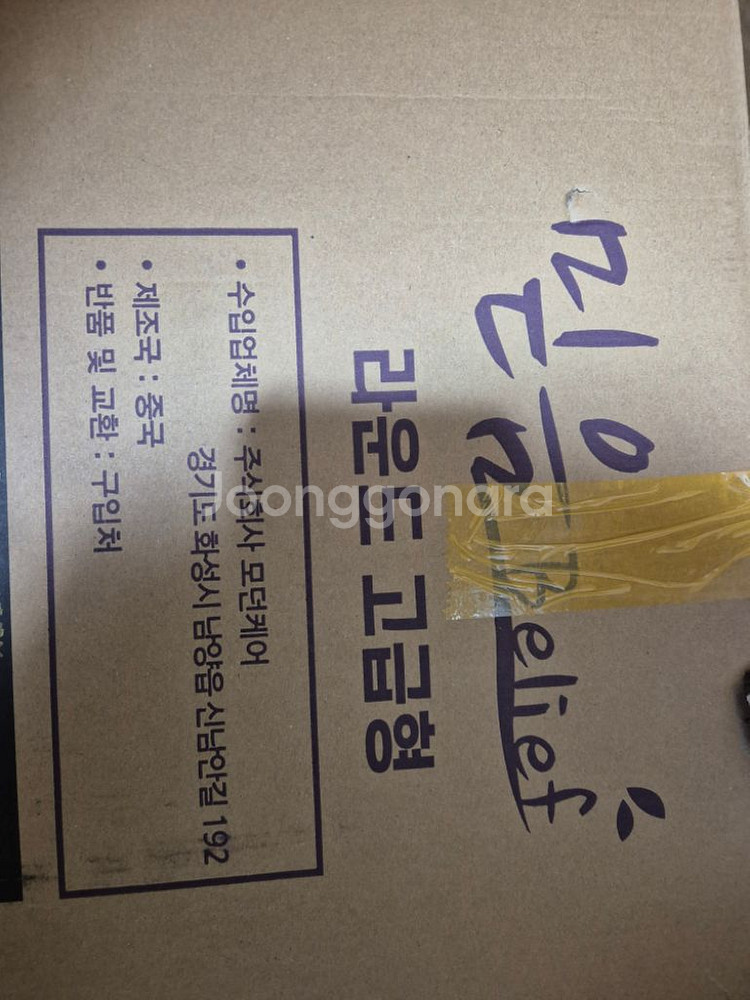 믿음 Relief
라운드 고급형
• 수입업체명 : 주식회사 모던케어
경기도 화성시 남양읍 신남안길 192
• 제조국 : 중국
• 반품 및 교환 : 구입처
Joonggonara